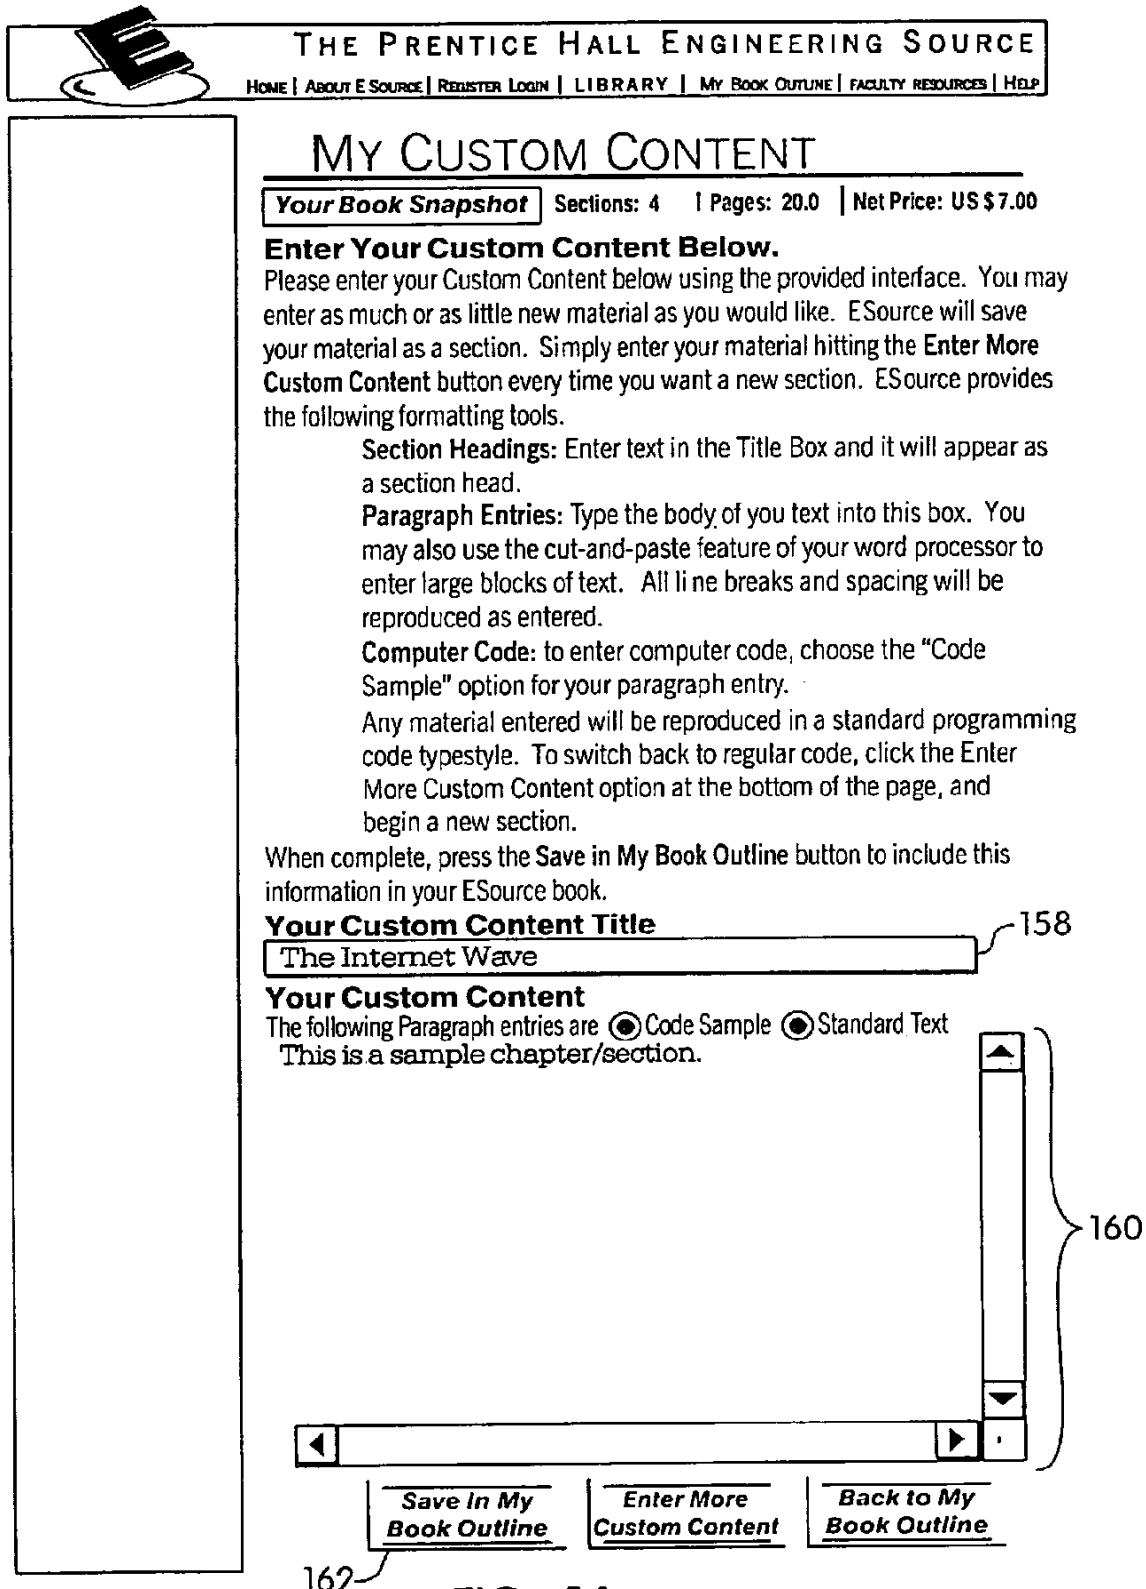 THE PRENTICE HALL ENGINEERING SOURCE
HOME | ABOUT E SOURCE | REGISTER LOGIN | LIBRARY | MY BOOK OUTLINE | FACULTY RESOURCES | HELP
MY CUSTOM CONTENT
Your Book Snapshot Sections: 4 | Pages: 20.0 | Net Price: US $7.00
Enter Your Custom Content Below.
Please enter your Custom Content below using the provided interface. You may
enter as much or as little new material as you would like. ESource will save
your material as a section. Simply enter your material hitting the Enter More
Custom Content button every time you want a new section. ESource provides
the following formatting tools.
Section Headings: Enter text in the Title Box and it will appear as
a section head.
Paragraph Entries: Type the body of you text into this box. You
may also use the cut-and-paste feature of your word processor to
enter large blocks of text. All line breaks and spacing will be
reproduced as entered.
Computer Code: to enter computer code, choose the "Code
Sample" option for your paragraph entry.
Any material entered will be reproduced in a standard programming
code typestyle. To switch back to regular code, click the Enter
More Custom Content option at the bottom of the page, and
begin a new section.
When complete, press the Save in My Book Outline button to include this
information in your ESource book.
Your Custom Content Title
158
The Internet Wave
Your Custom Content
The following Paragraph entries are Code Sample Standard Text
This is a sample chapter/section.
160
Save in My
Book Outline
Enter More
Custom Content
Back to My
Book Outline
162